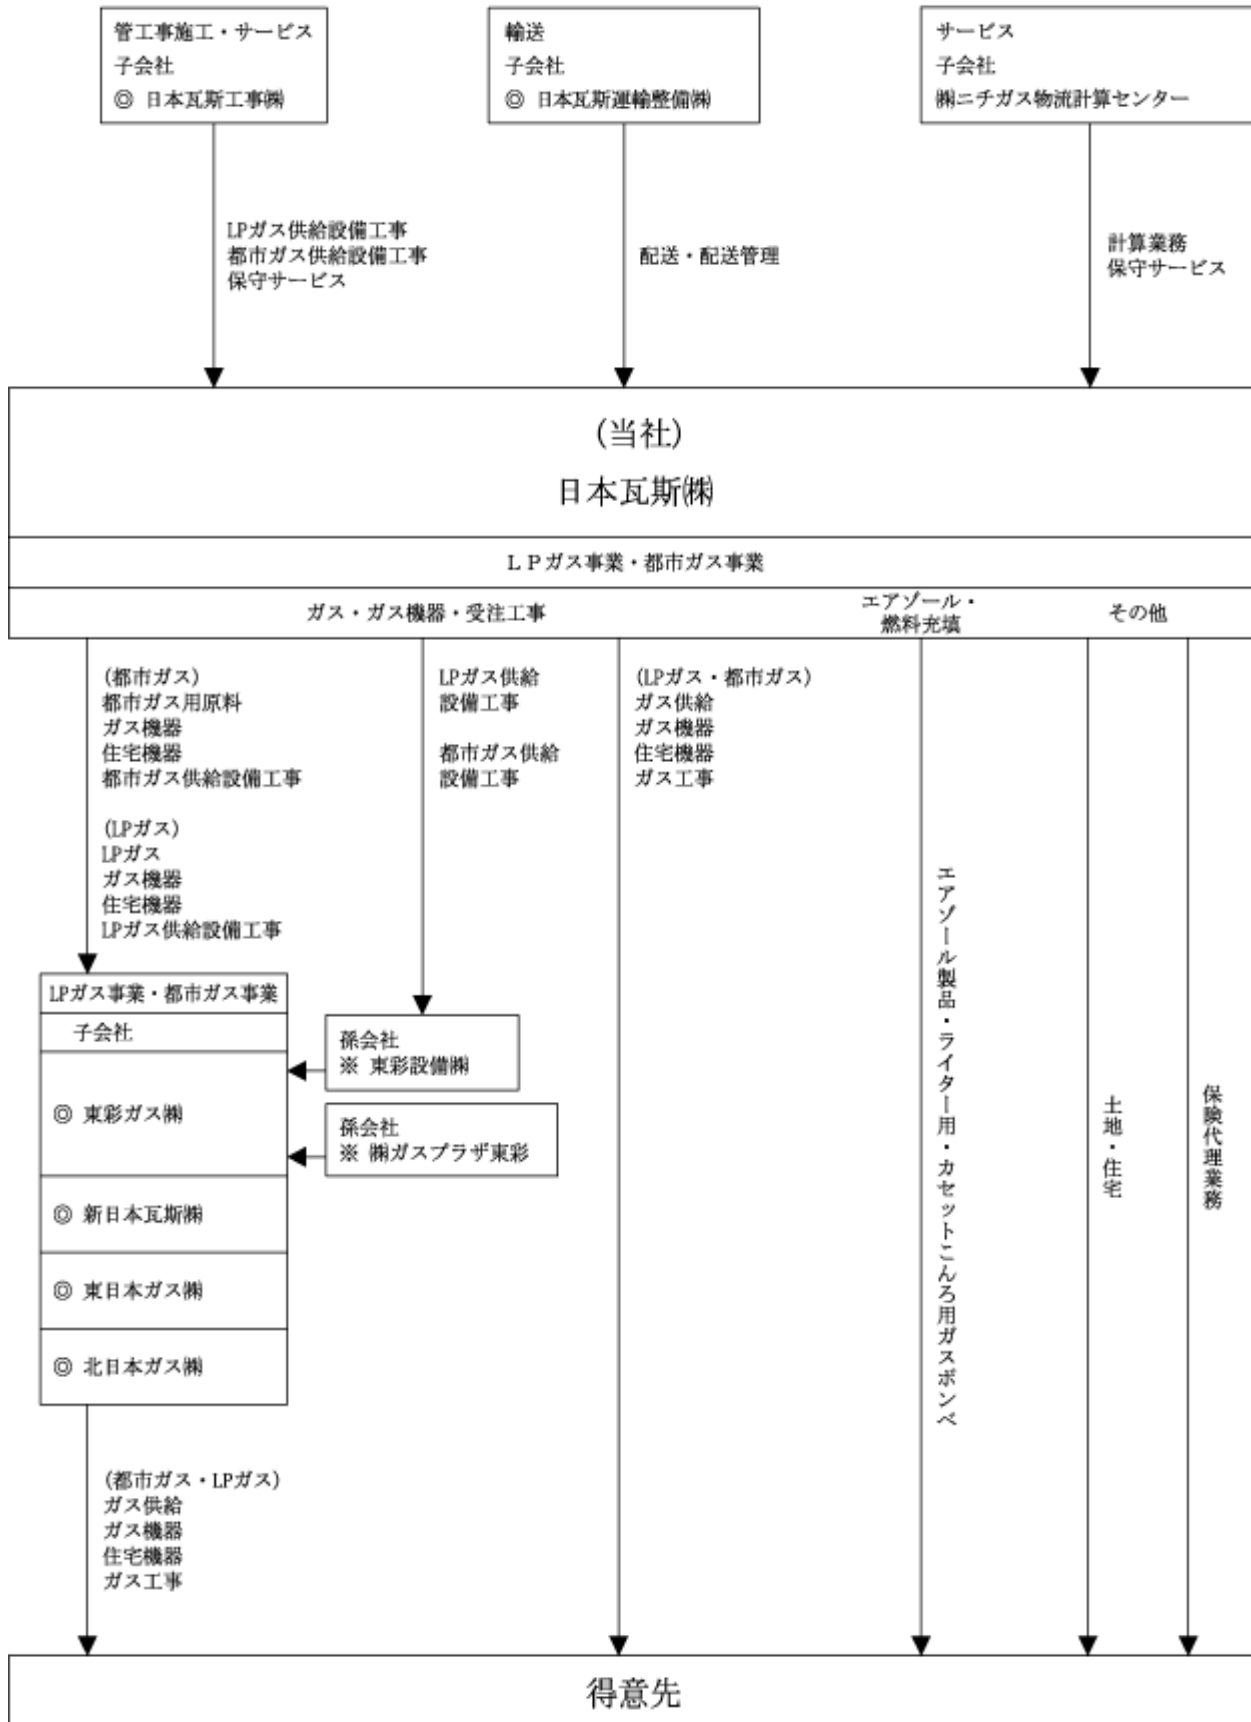 管工事施工・サービス
子会社
◎ 日本瓦斯工事㈱
輸送
子会社
◎ 日本瓦斯運輸整備㈱
サービス
子会社
㈱ニチガス物流計算センター
LPガス供給設備工事
都市ガス供給設備工事
保守サービス
配送・配送管理
計算業務
保守サービス
(当社)
日本瓦斯㈱
ＬＰガス事業・都市ガス事業
ガス・ガス機器・受注工事
エアゾール・
燃料充填
その他
(都市ガス)
都市ガス用原料
ガス機器
住宅機器
都市ガス供給設備工事
(LPガス)
LPガス
ガス機器
住宅機器
LPガス供給設備工事
LPガス供給
設備工事
都市ガス供給
設備工事
(LPガス・都市ガス)
ガス供給
ガス機器
住宅機器
ガス工事
エアゾール製品・ライター用・カセットこんろ用ガスボンベ
土地・住宅
保険代理業務
LPガス事業・都市ガス事業
子会社
◎ 東彩ガス㈱
◎ 新日本瓦斯㈱
◎ 東日本ガス㈱
◎ 北日本ガス㈱
孫会社
※ 東彩設備㈱
孫会社
※ ㈱ガスプラザ東彩
(都市ガス・LPガス)
ガス供給
ガス機器
住宅機器
ガス工事
得意先